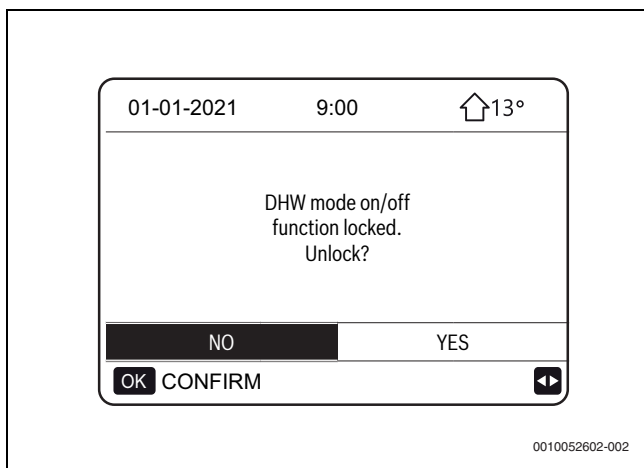 01-01-2021 9:00 13°
DHW mode on/off
function locked.
Unlock?
NO YES
OK CONFIRM
0010052602-002